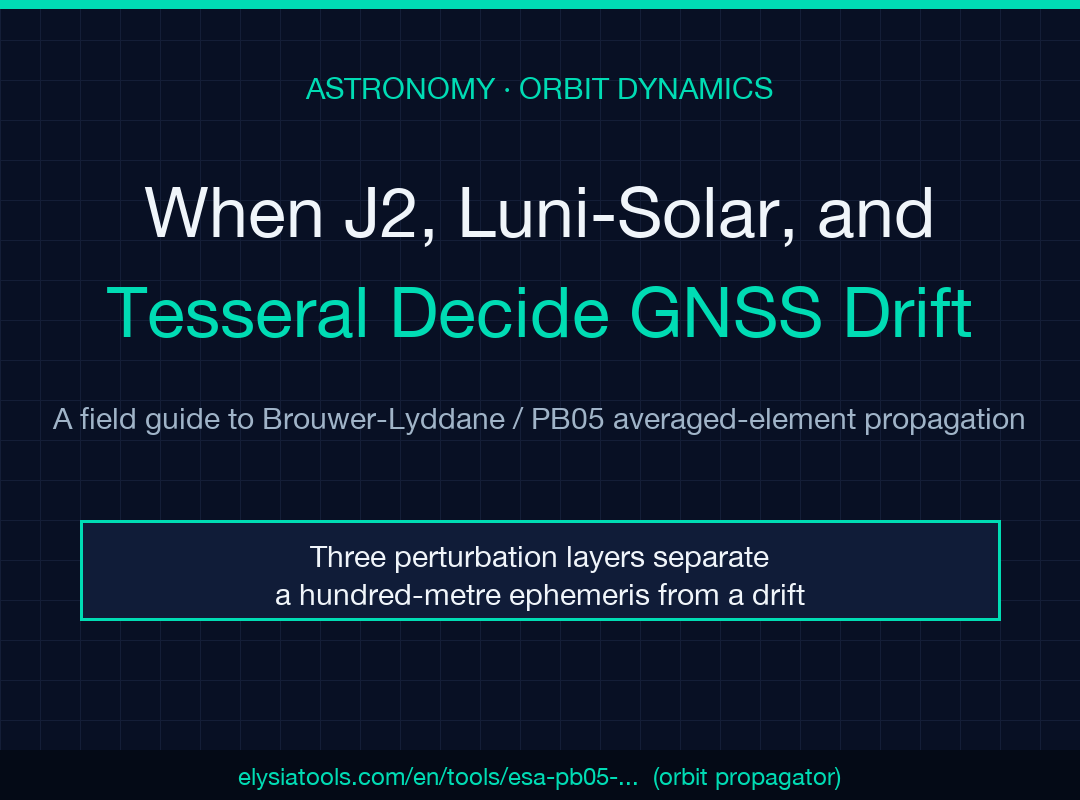 ASTRONOMY · ORBIT DYNAMICS
When J2, Luni-Solar, and
Tesseral Decide GNSS Drift
A field guide to Brouwer-Lyddane / PB05 averaged-element propagation
Three perturbation layers separate
a hundred-metre ephemeris from a drift
elysiatools.com/en/tools/esa-pb05-... (orbit propagator)